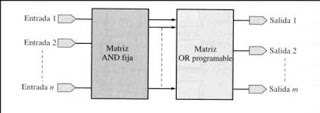 Entrada 1
Entrada 2
Entrada n
Matriz
AND fija
Matriz
OR programable
Salida 1
Salida 2
Salida m